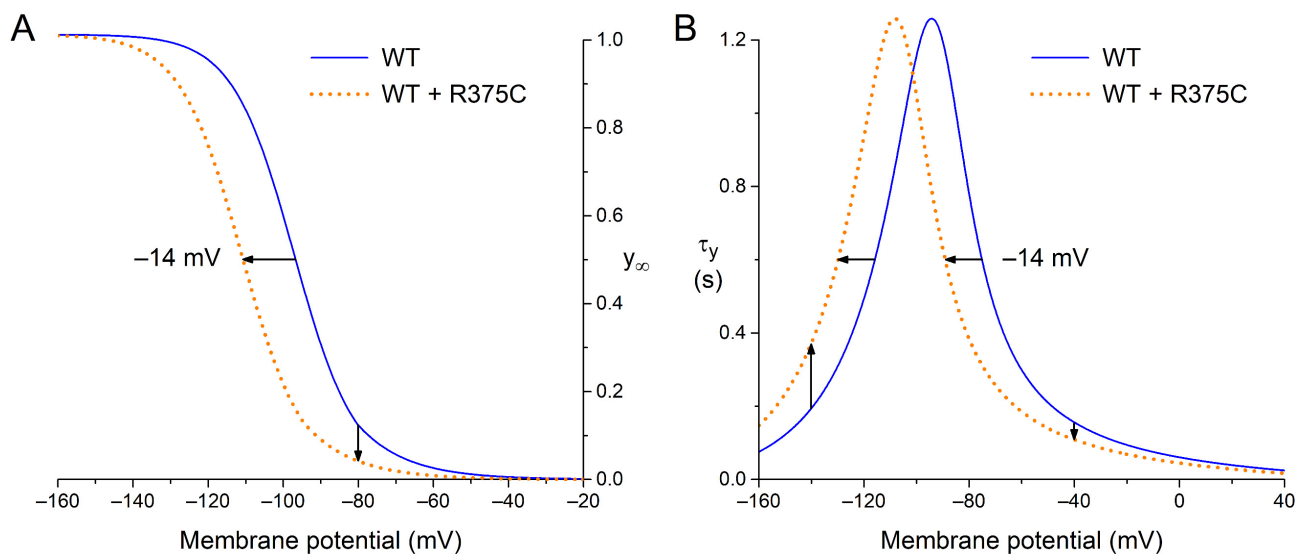 A
WT
WT + R375C
–14 mV
1.0
0.8
0.6
y∞
0.4
0.2
0.0
–160 –140 –120 –100 –80 –60 –40 –20
Membrane potential (mV)
B
WT
WT + R375C
1.2
0.8
τy
(s)
–14 mV
0.4
0.0
–160 –120 –80 –40 0 40
Membrane potential (mV)